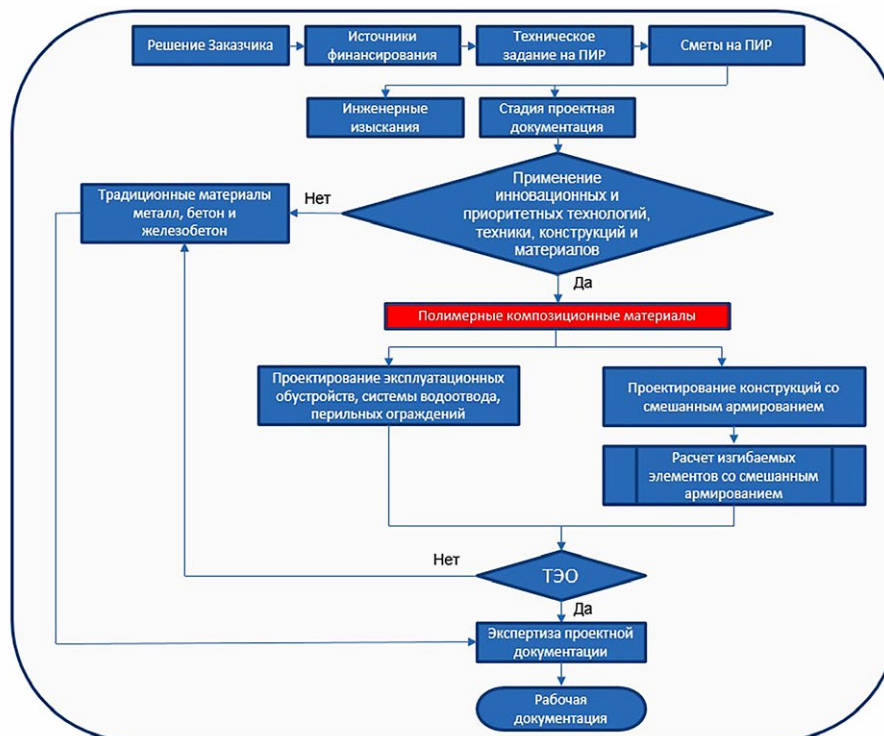 Решение Заказчика
Источники
финансирования
Техническое
задание на ПИР
Сметы на ПИР
Инженерные
изыскания
Стадия проектная
документация
Применение
инновационных и
приоритетных технологий,
техники, конструкций и
материалов
Нет
Традиционные материалы
металл, бетон и
железобетон
Да
Полимерные композиционные материалы
Проектирование эксплуатационных
обустройств, системы водоотвода,
перильных ограждений
Проектирование конструкций со
смешанным армированием
Расчет изгибаемых
элементов со смешанным
армированием
Нет
ТЭО
Да
Экспертиза проектной
документации
Рабочая
документация